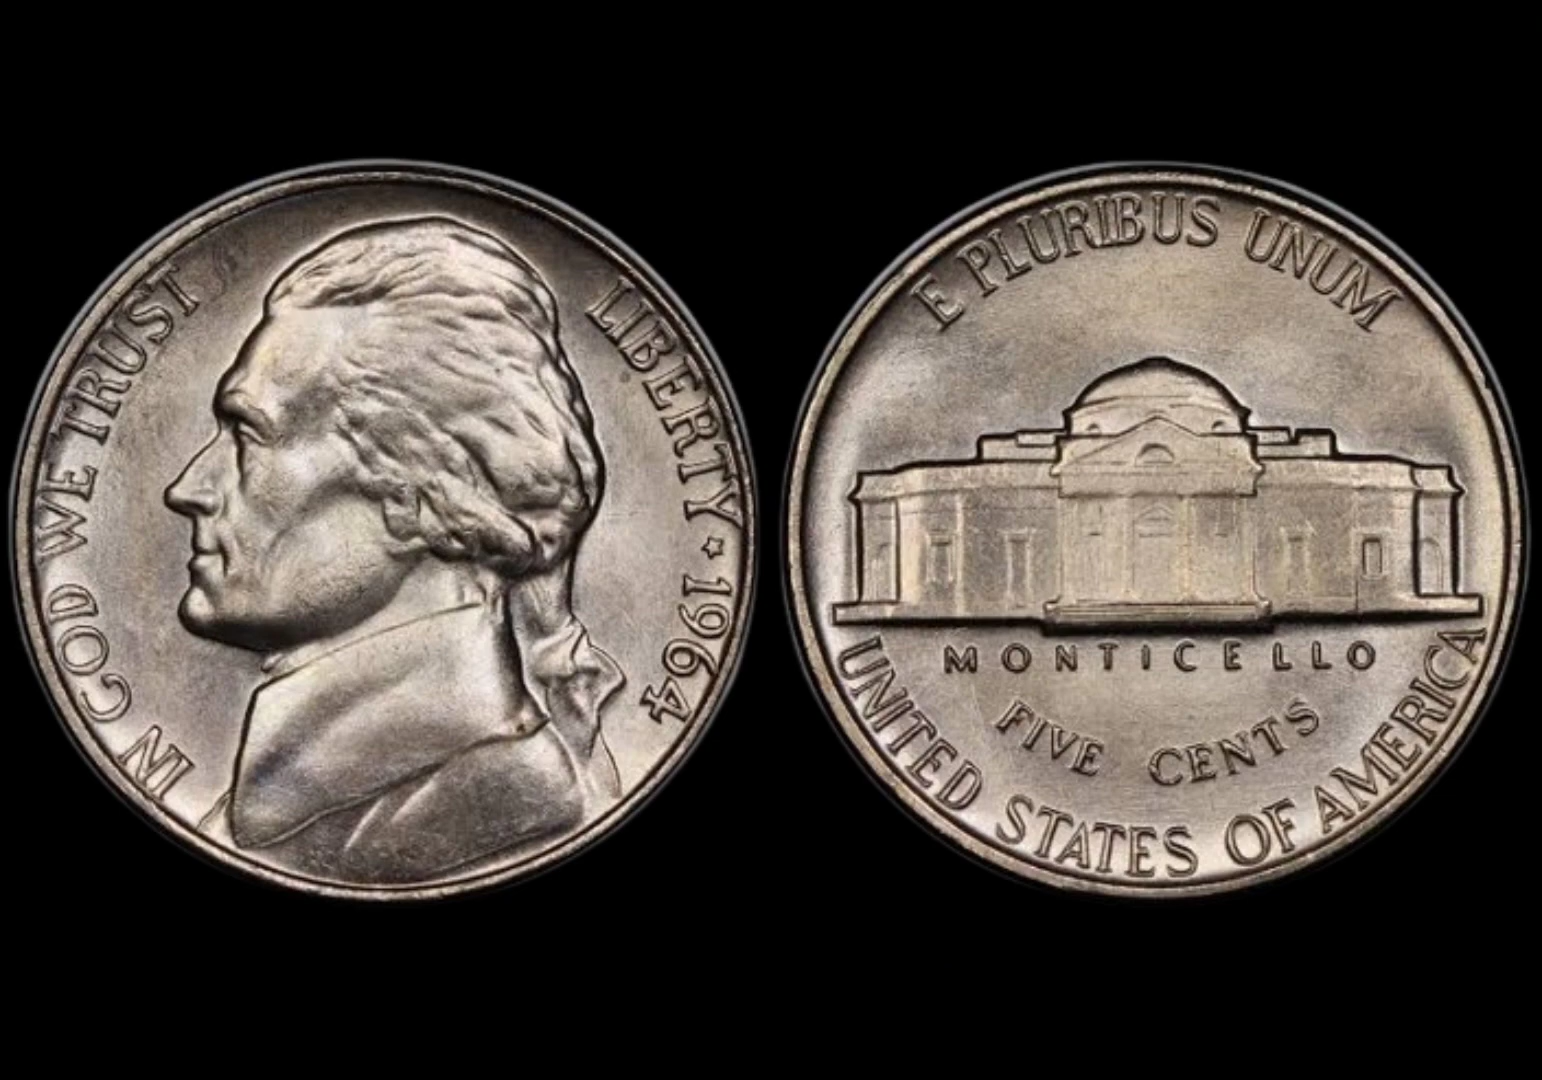 IN GOD WE TRUST
LIBERTY ★ 1964
E PLURIBUS UNUM
MONTICELLO
FIVE CENTS
UNITED STATES OF AMERICA